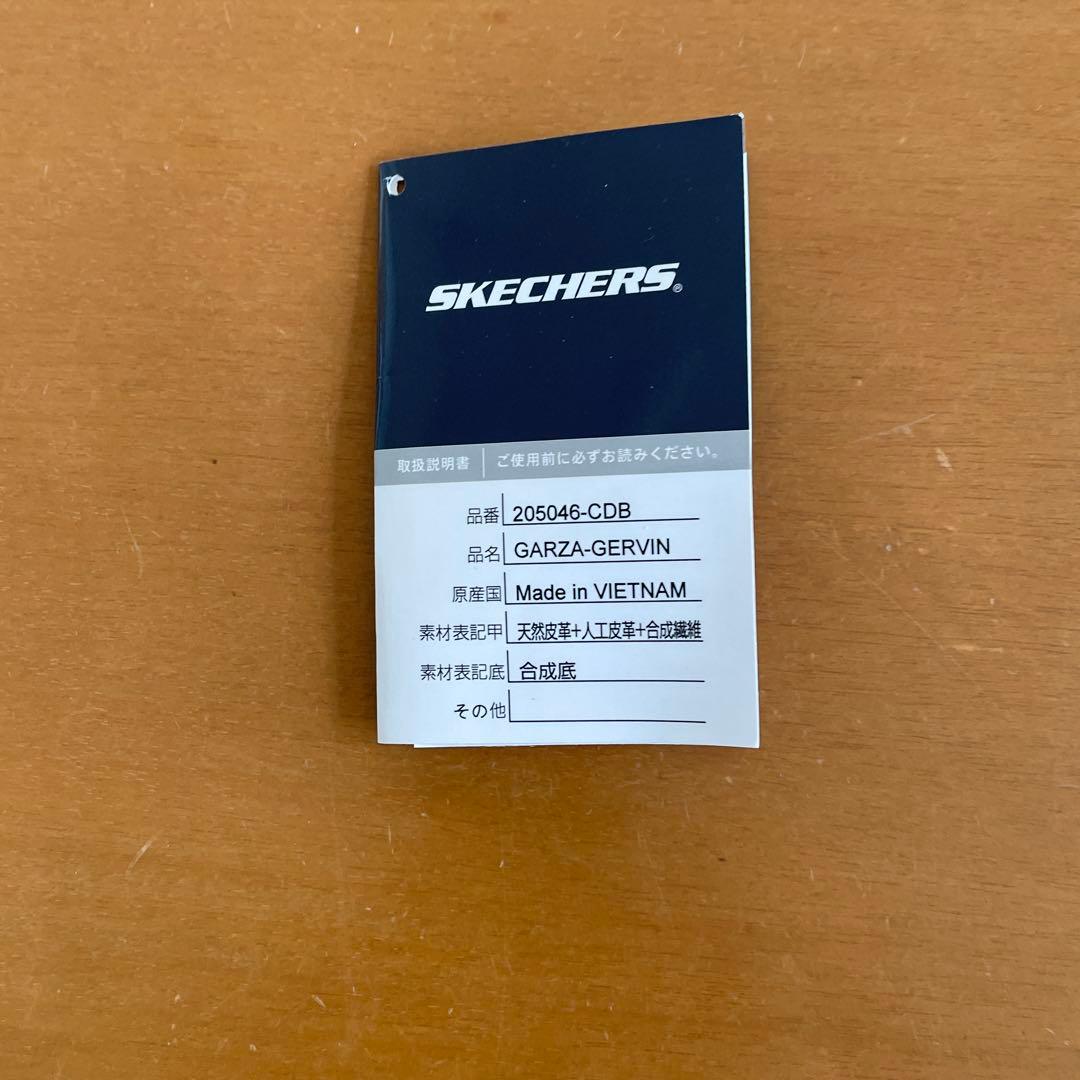 SKECHERS®
取扱説明書 ご使用前に必ずお読みください。
品番 205046-CDB
品名 GARZA-GERVIN
原産国 Made in VIETNAM
素材表記甲 天然皮革+人工皮革+合成繊維
素材表記底 合成底
その他